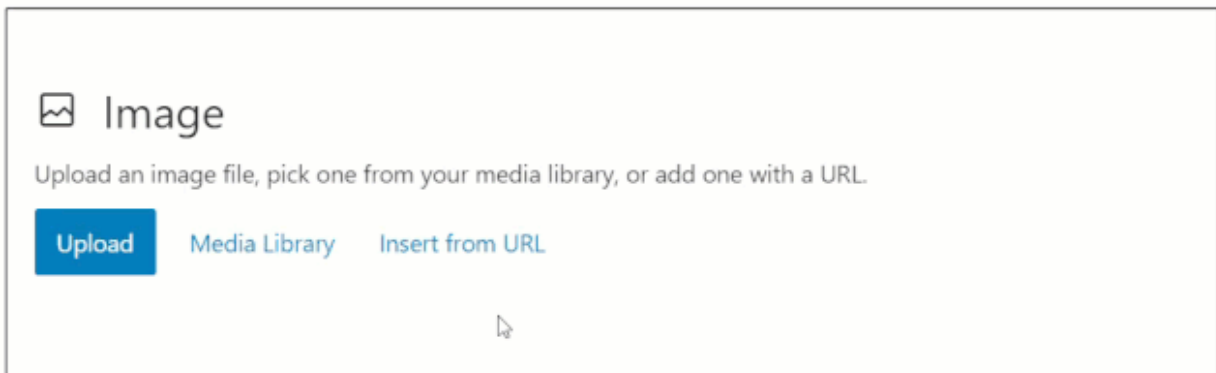 Image
Upload an image file, pick one from your media library, or add one with a URL.
Upload Media Library Insert from URL